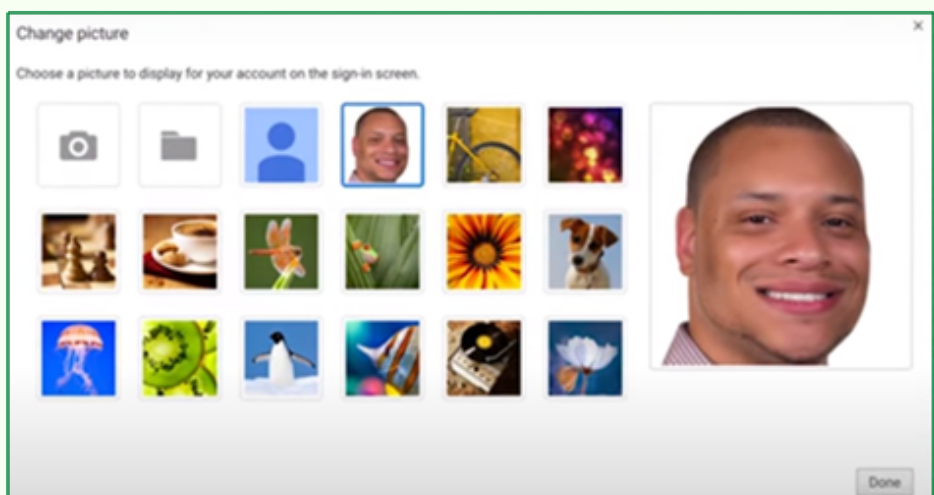 Change picture
Choose a picture to display for your account on the sign-in screen.
Done